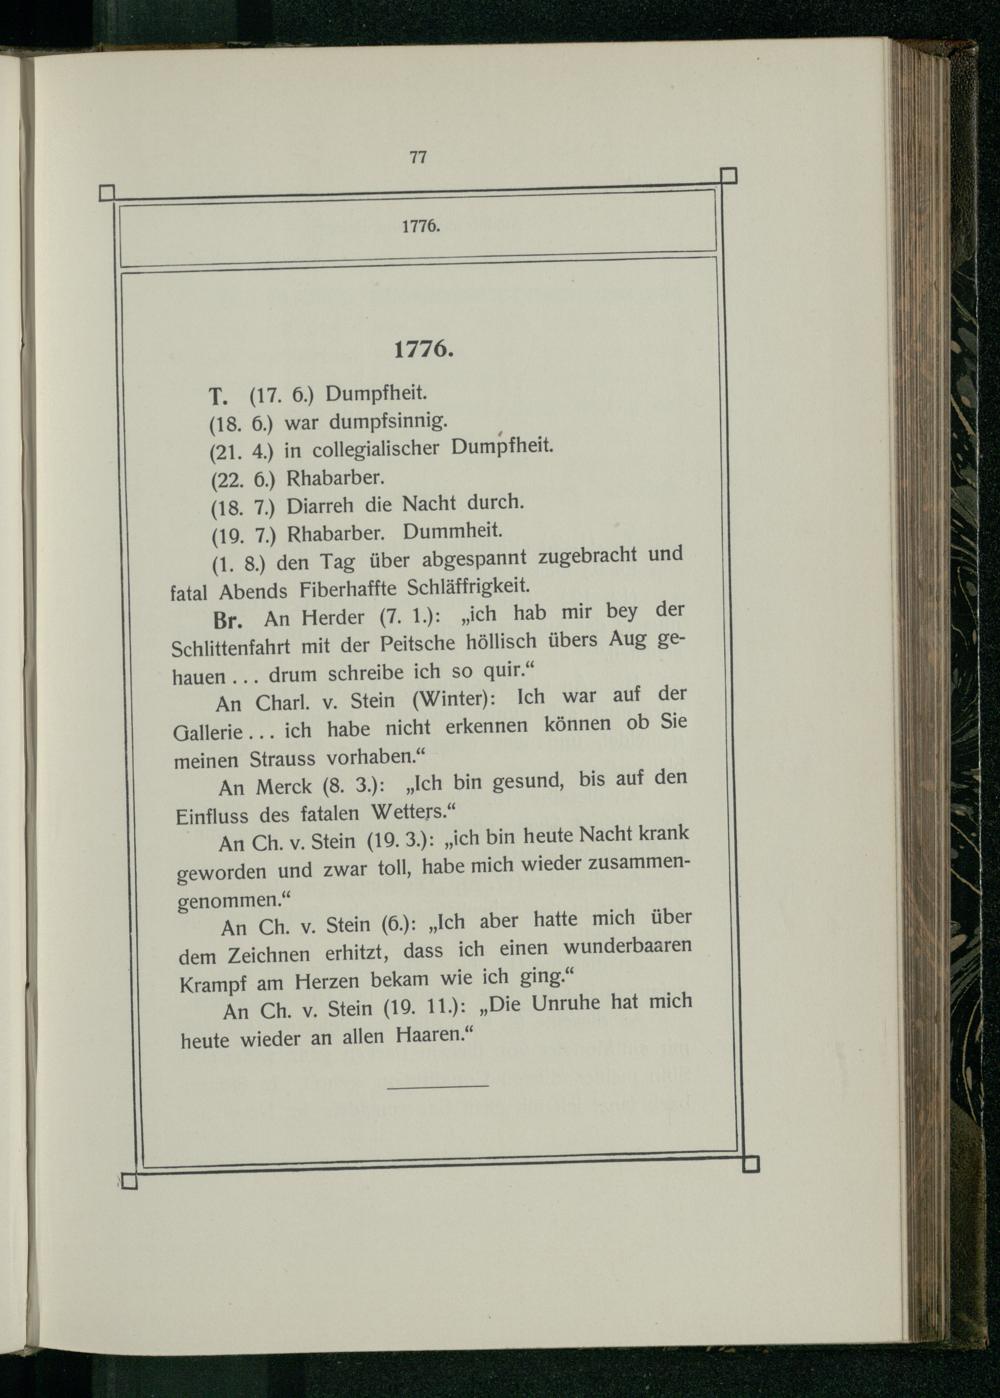 77
1776.
1776.
T. (17. 6.) Dumpfheit.
(18. 6.) war dumpfsinnig.
(21. 4.) in collegialischer Dumpfheit.
(22. 6.) Rhabarber.
(18. 7.) Diarreh die Nacht durch.
(19. 7.) Rhabarber. Dummheit.
(1. 8.) den Tag über abgespannt zugebracht und
fatal Abends Fiberhaffte Schläffrigkeit.
Br. An Herder (7. 1.): „ich hab mir bey der
Schlittenfahrt mit der Peitsche höllisch übers Aug ge-
hauen ... drum schreibe ich so quir.“
An Charl. v. Stein (Winter): Ich war auf der
Gallerie ... ich habe nicht erkennen können ob Sie
meinen Strauss vorhaben.“
An Merck (8. 3.): „Ich bin gesund, bis auf den
Einfluss des fatalen Wetters.“
An Ch. v. Stein (19. 3.): „ich bin heute Nacht krank
geworden und zwar toll, habe mich wieder zusammen-
genommen.“
An Ch. v. Stein (6.): „Ich aber hatte mich über
dem Zeichnen erhitzt, dass ich einen wunderbaaren
Krampf am Herzen bekam wie ich ging.“
An Ch. v. Stein (19. 11.): „Die Unruhe hat mich
heute wieder an allen Haaren.“